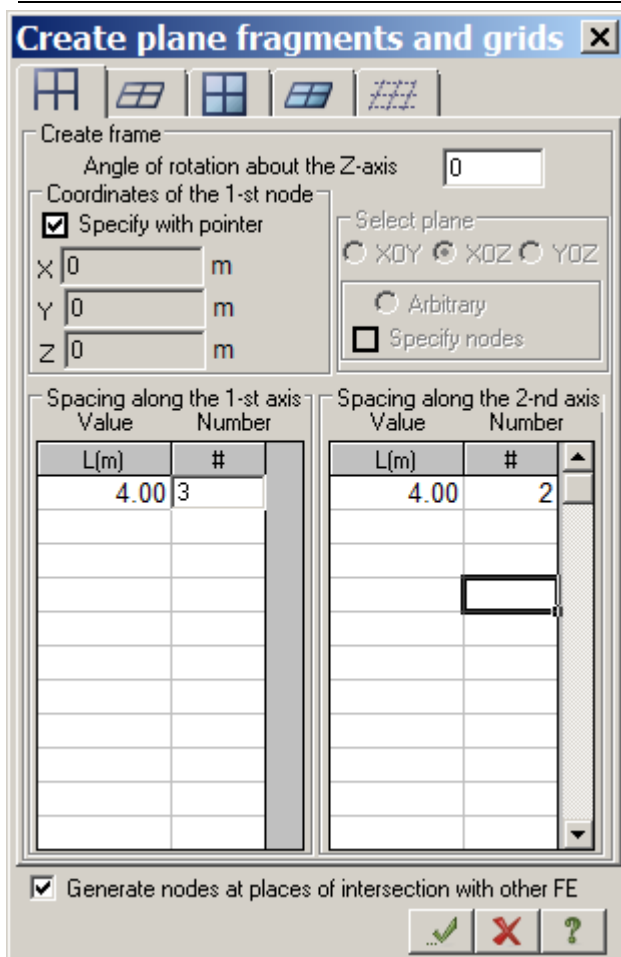 Create plane fragments and grids
Create frame
Angle of rotation about the Z-axis 0
Coordinates of the 1-st node
Specify with pointer
X 0 m
Y 0 m
Z 0 m
Select plane
XOY XOZ YOZ
Arbitrary
Specify nodes
Spacing along the 1-st axis
Value Number
L(m) #
4.00 3
Spacing along the 2-nd axis
Value Number
L(m) #
4.00 2
Generate nodes at places of intersection with other FE
?